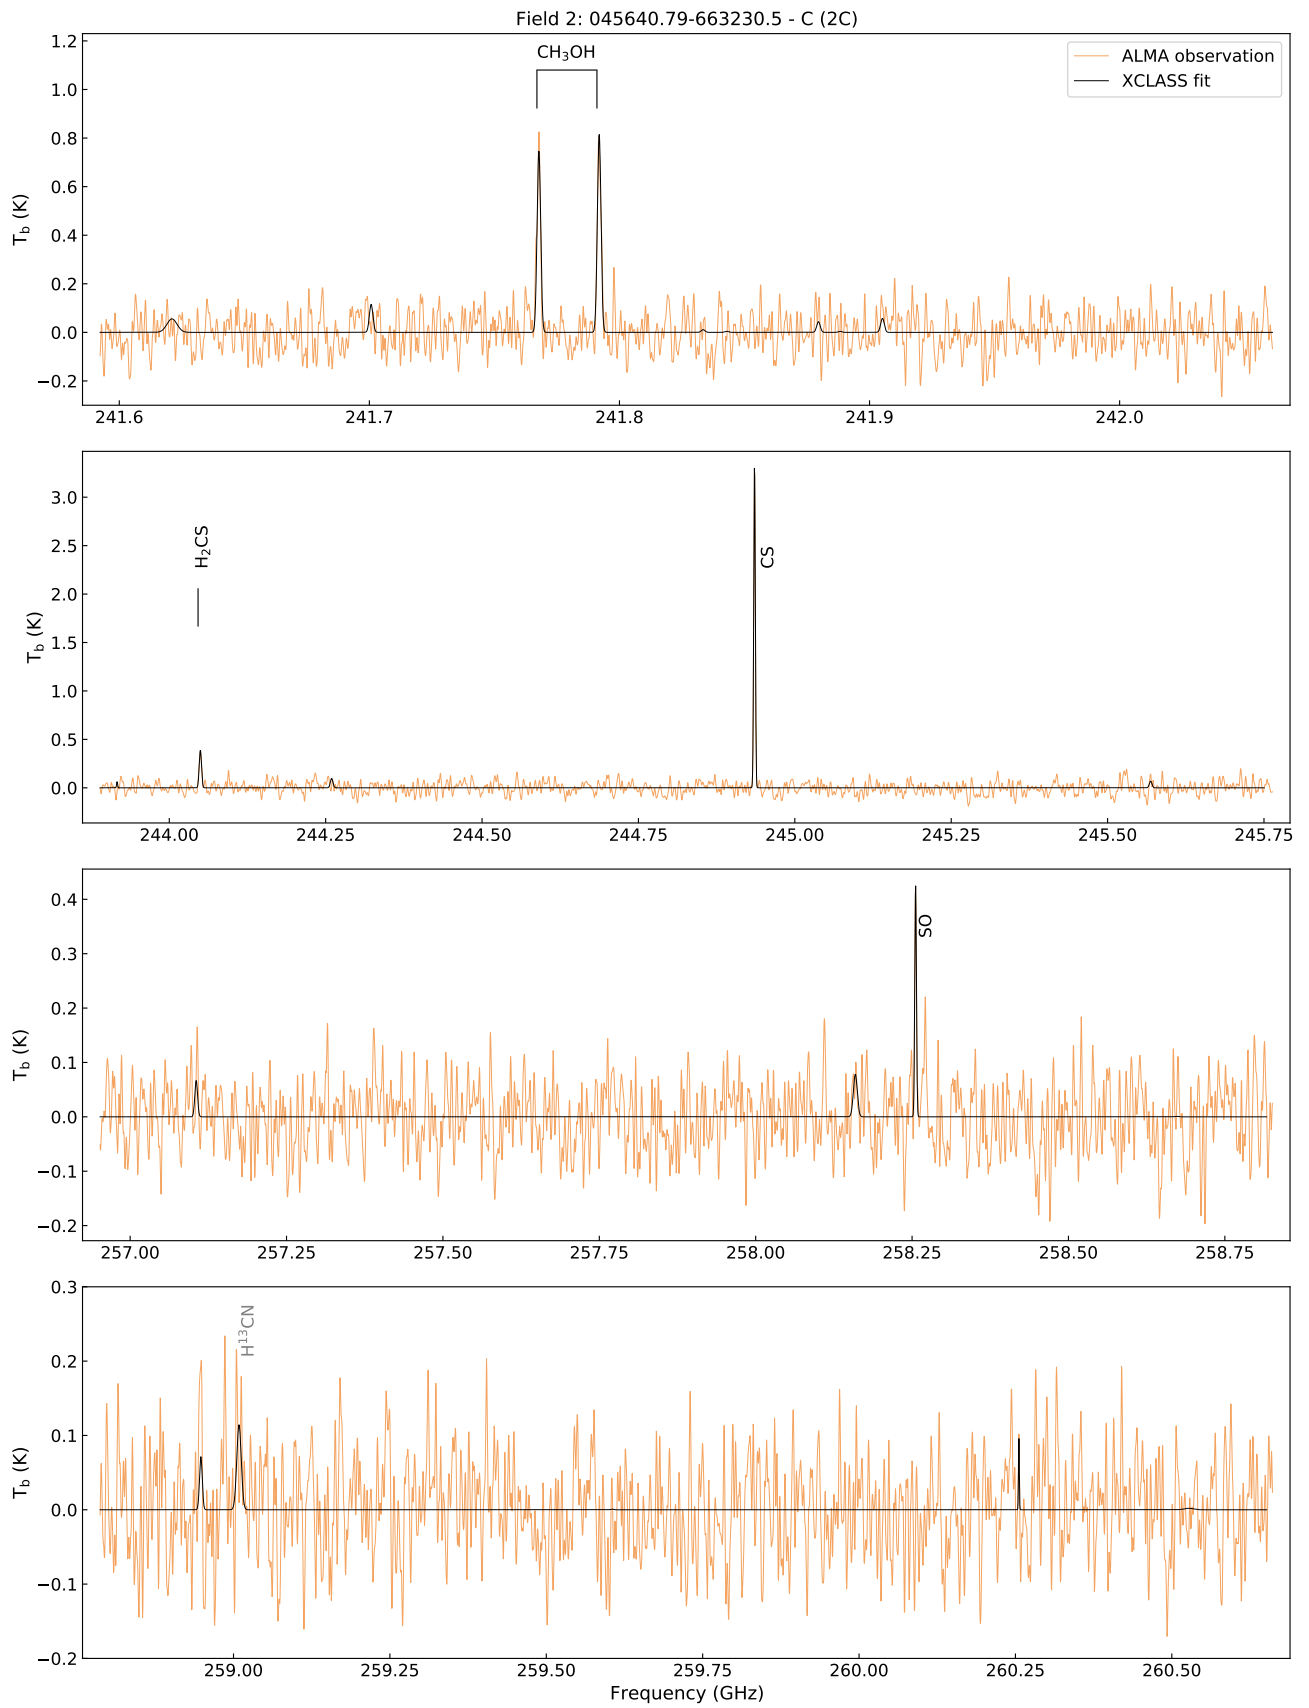 Field 2: 045640.79-663230.5 - C (2C)
CH₃OH
ALMA observation
XCLASS fit
T_b (K)
1.2
1.0
0.8
0.6
0.4
0.2
0.0
−0.2
241.6 241.7 241.8 241.9 242.0
H₂CS
CS
T_b (K)
3.0
2.5
2.0
1.5
1.0
0.5
0.0
244.00 244.25 244.50 244.75 245.00 245.25 245.50 245.75
SO
T_b (K)
0.4
0.3
0.2
0.1
0.0
−0.1
−0.2
257.00 257.25 257.50 257.75 258.00 258.25 258.50 258.75
H¹³CN
T_b (K)
0.3
0.2
0.1
0.0
−0.1
−0.2
259.00 259.25 259.50 259.75 260.00 260.25 260.50
Frequency (GHz)